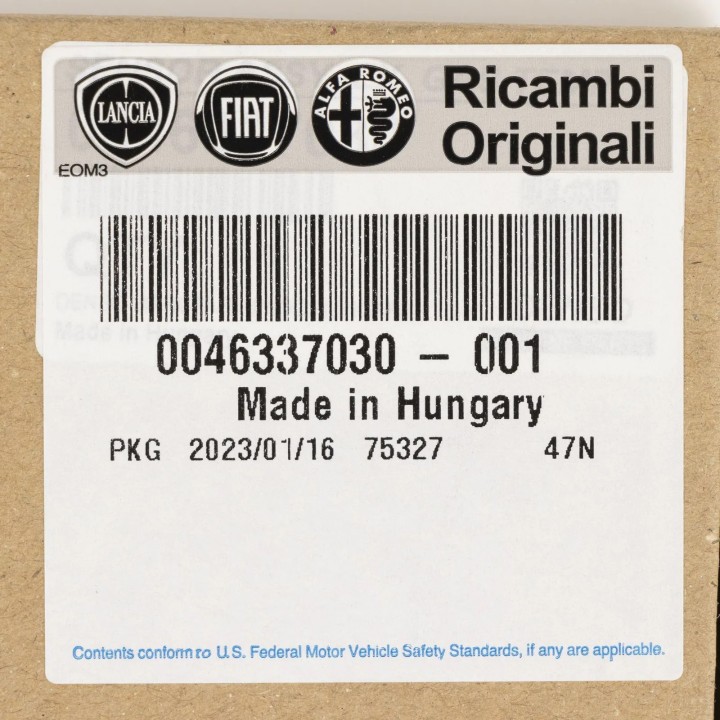 LANCIA
FIAT
ALFA ROMEO
Ricambi
Originali
EOM3
0046337030 – 001
Made in Hungary
PKG 2023/01/16 75327 47N
Contents conform to U.S. Federal Motor Vehicle Safety Standards, if any are applicable.